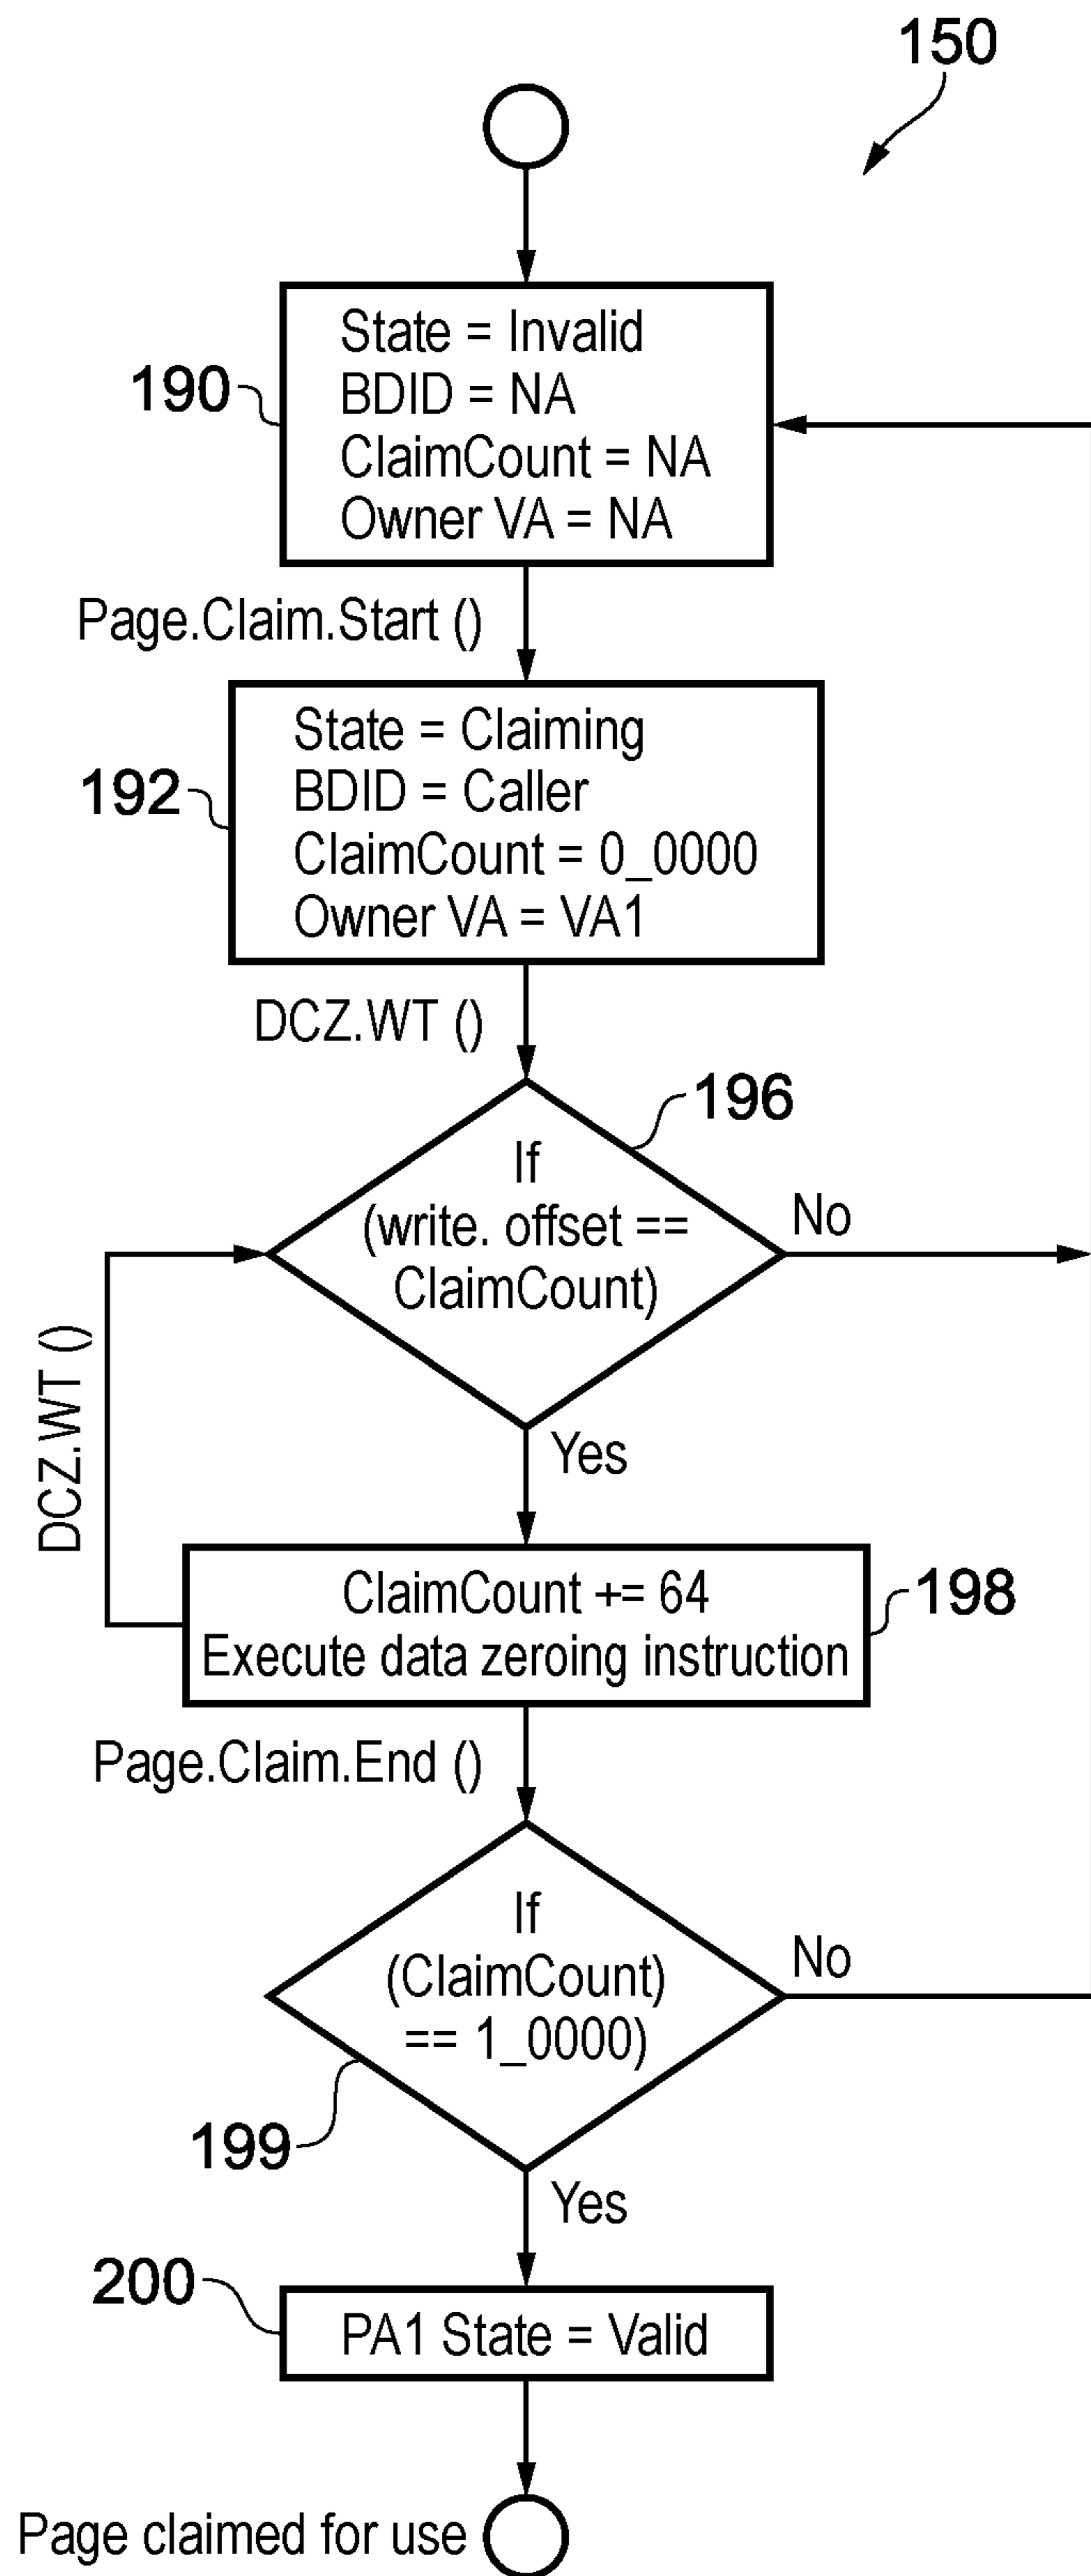 150
190
State = Invalid
BDID = NA
ClaimCount = NA
Owner VA = NA
Page.Claim.Start ()
192
State = Claiming
BDID = Caller
ClaimCount = 0_0000
Owner VA = VA1
DCZ.WT ()
196
If
(write. offset ==
ClaimCount)
No
DCZ.WT ()
Yes
ClaimCount += 64
Execute data zeroing instruction
198
Page.Claim.End ()
If
(ClaimCount)
== 1_0000)
No
199
Yes
200
PA1 State = Valid
Page claimed for use